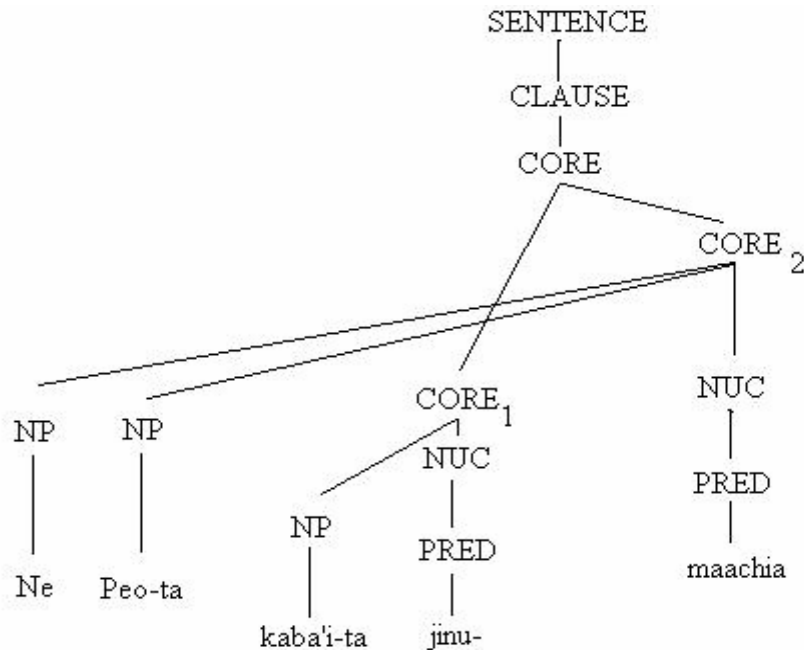 SENTENCE
CLAUSE
CORE
CORE 2
CORE 1
NUC
NP NP
NUC
PRED
NP
PRED
maachia
Ne Peo-ta
kaba'i-ta jinu-